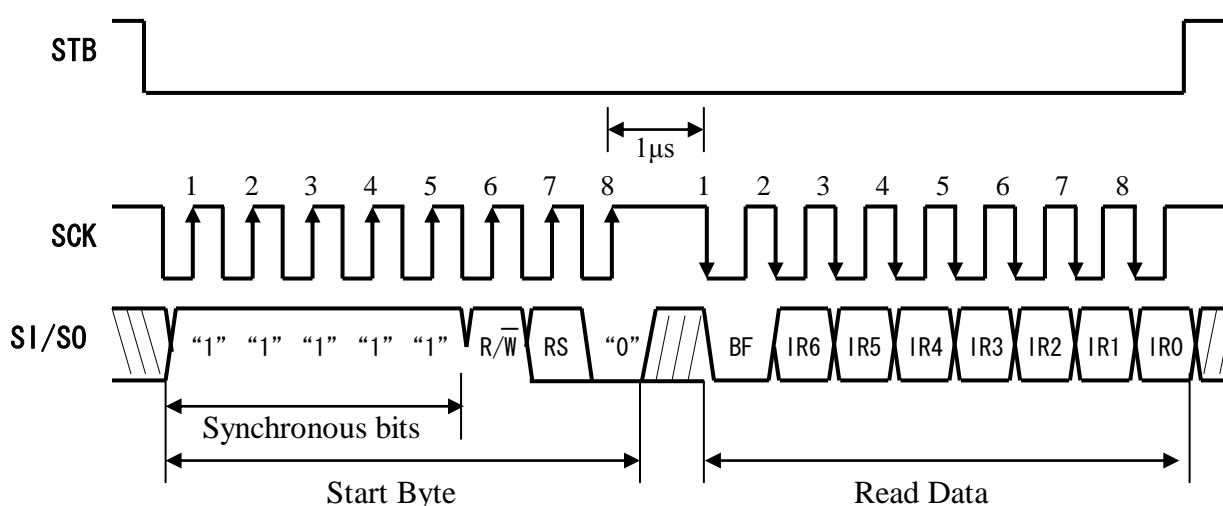 STB
1μs
1 2 3 4 5 6 7 8 1 2 3 4 5 6 7 8
SCK
SI/SO "1" "1" "1" "1" "1" R/W̅ RS "0" BF IR6 IR5 IR4 IR3 IR2 IR1 IR0
Synchronous bits
Start Byte Read Data